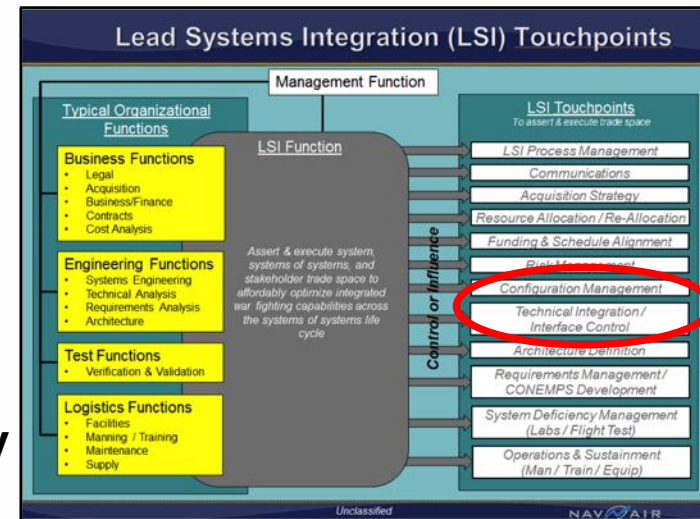 Lead Systems Integration (LSI) Touchpoints
Management Function
Typical Organizational
Functions
Business Functions
• Legal
• Acquisition
• Business/Finance
• Contracts
• Cost Analysis
Engineering Functions
• Systems Engineering
• Technical Analysis
• Requirements Analysis
• Architecture
Test Functions
• Verification & Validation
Logistics Functions
• Facilities
• Manning / Training
• Maintenance
• Supply
LSI Function
Assert & execute system,
systems of systems, and
stakeholder trade space to
affordably optimize integrated
war fighting capabilities across
the systems of systems life
cycle
Control or Influence
LSI Touchpoints
To assert & execute trade space
LSI Process Management
Communications
Acquisition Strategy
Resource Allocation / Re-Allocation
Funding & Schedule Alignment
Risk Management
Configuration Management
Technical Integration /
Interface Control
Architecture Definition
Requirements Management /
CONEMPS Development
System Deficiency Management
(Labs / Flight Test)
Operations & Sustainment
(Man / Train / Equip)
Unclassified
NAVAIR